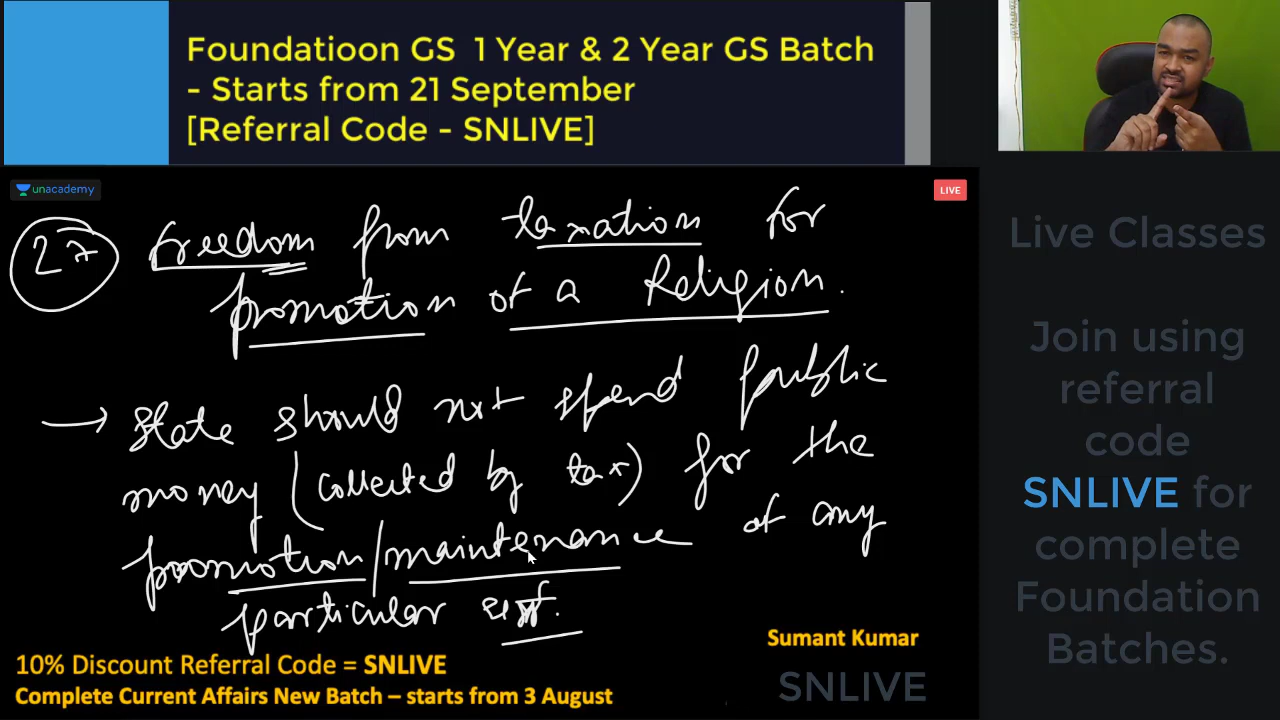 Foundatioon GS 1 Year & 2 Year GS Batch
- Starts from 21 September
[Referral Code - SNLIVE]
unacademy
LIVE
27 freedom from taxation for
promotion of a Religion.
→ State should not spend public
money (collected by tax) for the
promotion/maintenance of any
particular
Sumant Kumar
10% Discount Referral Code = SNLIVE
Complete Current Affairs New Batch – starts from 3 August
SNLIVE
Live Classes
Join using
referral
code
SNLIVE for
complete
Foundation
Batches.